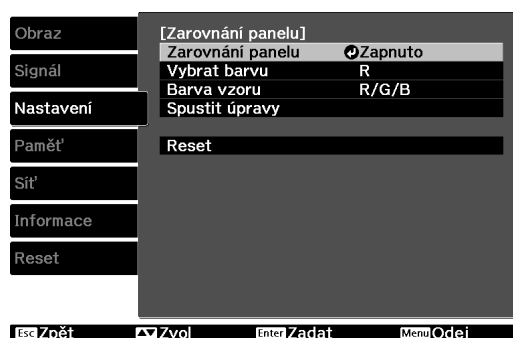 Obraz
Signál
Nastavení
Paměť
Síť
Informace
Reset
[Zarovnání panelu]
Zarovnání panelu Zapnuto
Vybrat barvu R
Barva vzoru R/G/B
Spustit úpravy
Reset
Esc Zpět Zvol Enter Zadat Menu Odej